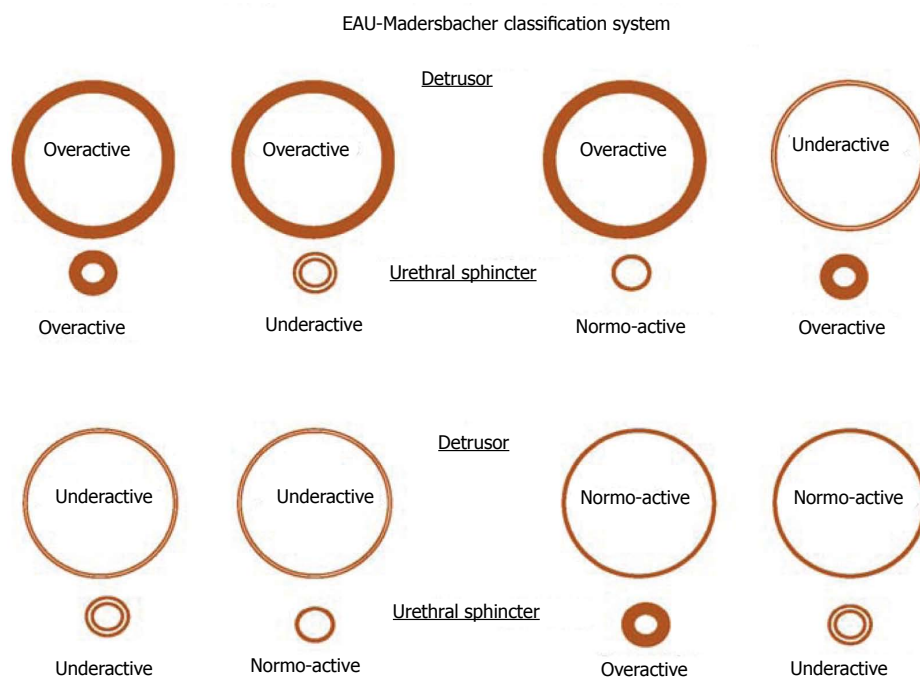 EAU-Madersbacher classification system
Detrusor
Overactive
Overactive
Overactive
Underactive
Urethral sphincter
Overactive
Underactive
Normo-active
Overactive
Detrusor
Underactive
Underactive
Normo-active
Normo-active
Urethral sphincter
Underactive
Normo-active
Overactive
Underactive